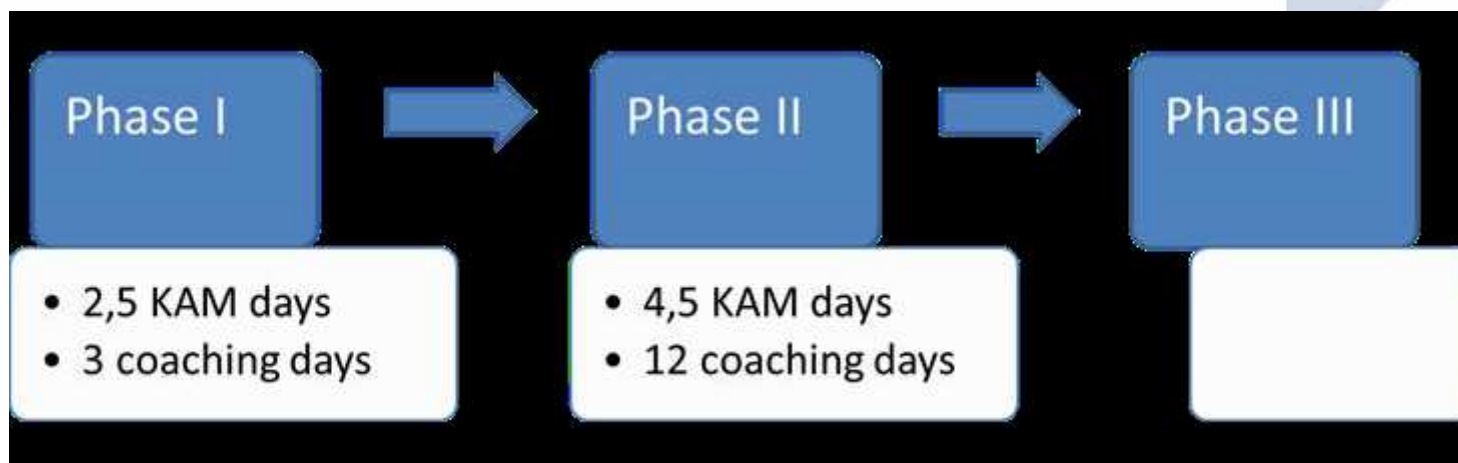 Phase I
• 2,5 KAM days
• 3 coaching days
Phase II
• 4,5 KAM days
• 12 coaching days
Phase III